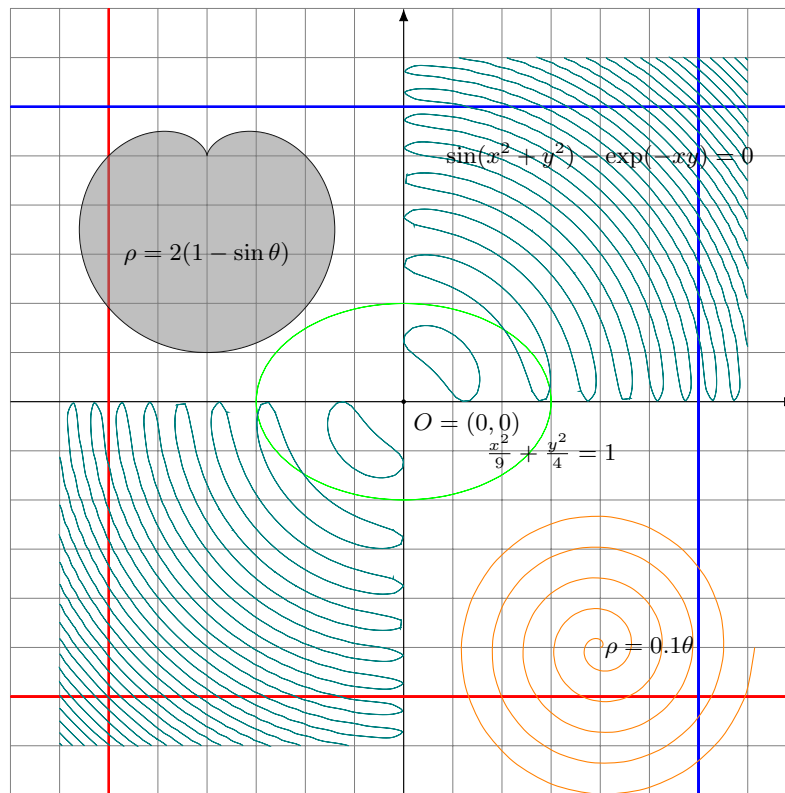 sin(x² + y²) − exp(−xy) = 0
ρ = 2(1 − sin θ)
O = (0, 0)
x²/9 + y²/4 = 1
ρ = 0.1θ